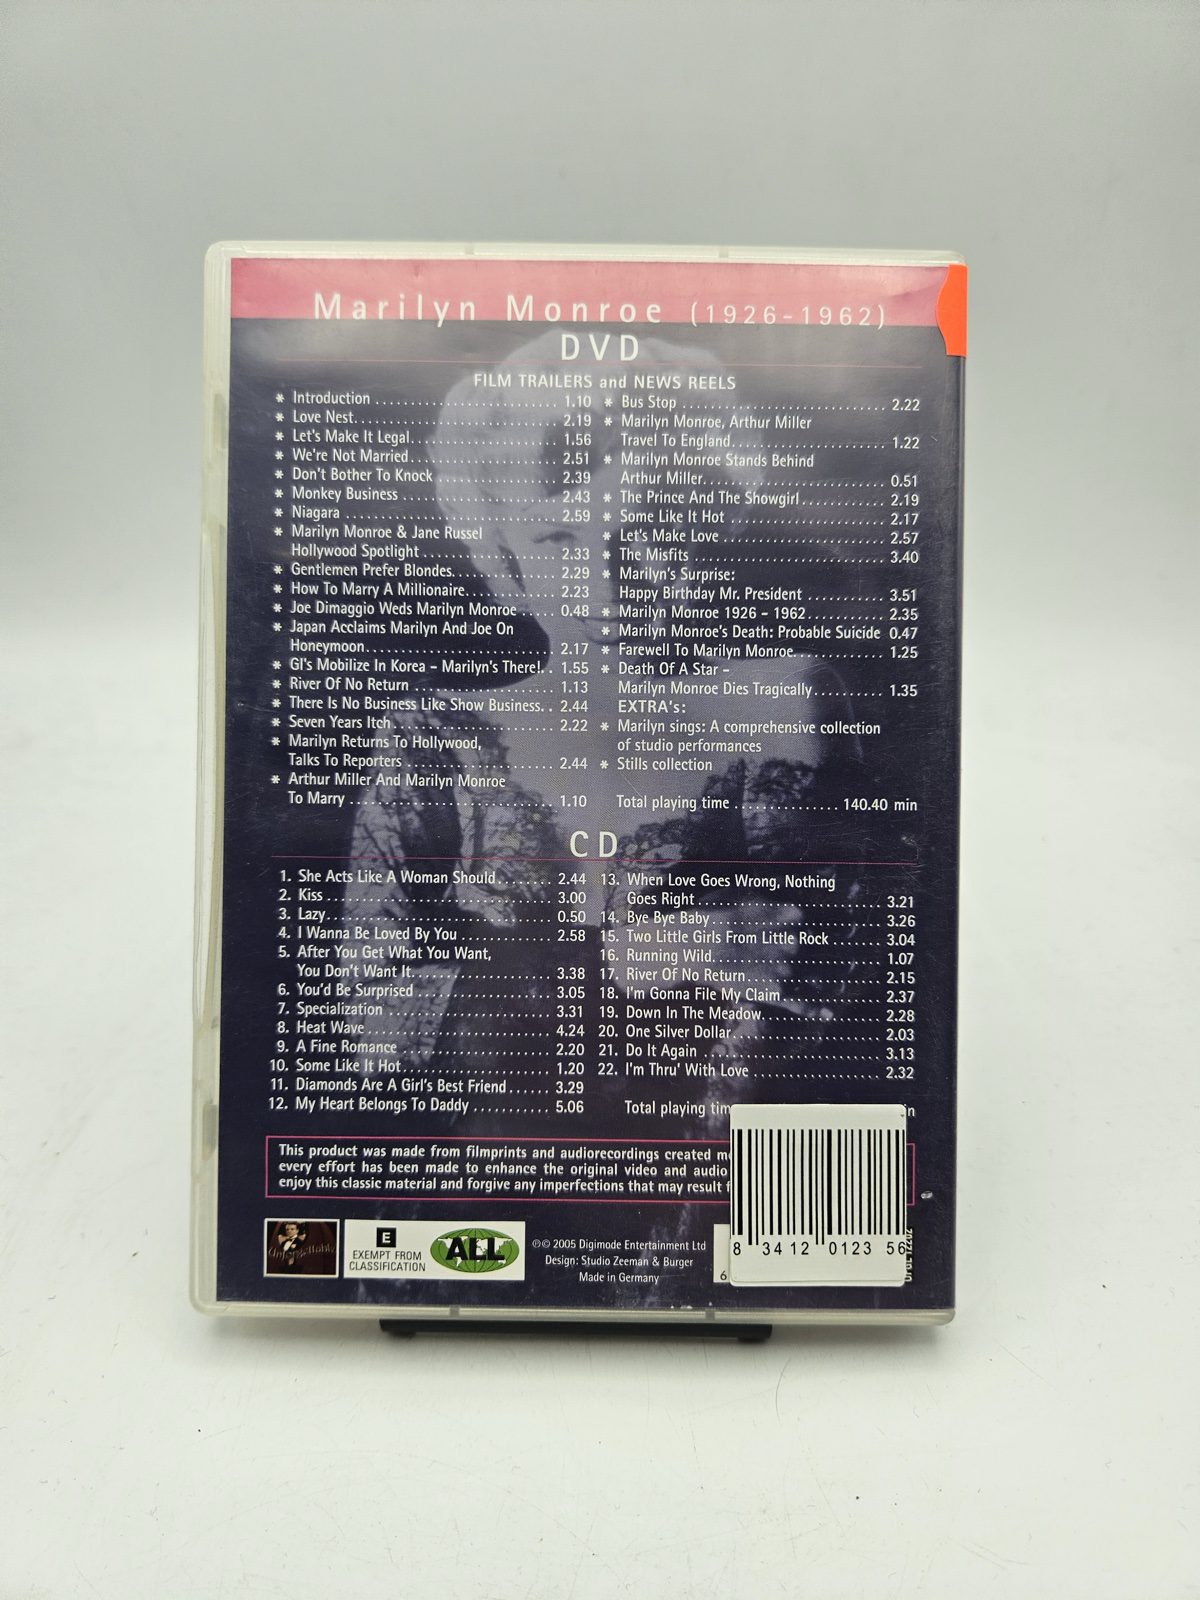 Marilyn Monroe (1926-1962)
DVD
FILM TRAILERS and NEWS REELS
* Introduction .......................... 1.10
* Love Nest.............................. 2.19
* Let's Make It Legal.................... 1.56
* We're Not Married...................... 2.51
* Don't Bother To Knock ................. 2.39
* Monkey Business ....................... 2.43
* Niagara ............................... 2.59
* Marilyn Monroe & Jane Russel
Hollywood Spotlight .................... 2.33
* Gentlemen Prefer Blondes............... 2.29
* How To Marry A Millionaire............. 2.23
* Joe Dimaggio Weds Marilyn Monroe ..... 0.48
* Japan Acclaims Marilyn And Joe On
Honeymoon............................... 2.17
* GI's Mobilize In Korea – Marilyn's There!.. 1.55
* River Of No Return .................... 1.13
* There Is No Business Like Show Business. . 2.44
* Seven Years Itch ...................... 2.22
* Marilyn Returns To Hollywood,
Talks To Reporters ..................... 2.44
* Arthur Miller And Marilyn Monroe
To Marry ............................... 1.10
* Bus Stop .............................. 2.22
* Marilyn Monroe, Arthur Miller
Travel To England....................... 1.22
* Marilyn Monroe Stands Behind
Arthur Miller........................... 0.51
* The Prince And The Showgirl............ 2.19
* Some Like It Hot ...................... 2.17
* Let's Make Love ....................... 2.57
* The Misfits ........................... 3.40
* Marilyn's Surprise:
Happy Birthday Mr. President ........... 3.51
* Marilyn Monroe 1926 - 1962............. 2.35
* Marilyn Monroe's Death: Probable Suicide 0.47
* Farewell To Marilyn Monroe............. 1.25
* Death Of A Star –
Marilyn Monroe Dies Tragically.......... 1.35
EXTRA's:
* Marilyn sings: A comprehensive collection
of studio performances
* Stills collection
Total playing time ............... 140.40 min
CD
1. She Acts Like A Woman Should........ 2.44
2. Kiss ................................ 3.00
3. Lazy................................. 0.50
4. I Wanna Be Loved By You ............. 2.58
5. After You Get What You Want,
You Don't Want It...................... 3.38
6. You'd Be Surprised .................. 3.05
7. Specialization ...................... 3.31
8. Heat Wave ........................... 4.24
9. A Fine Romance ...................... 2.20
10. Some Like It Hot.................... 1.20
11. Diamonds Are A Girl's Best Friend ...... 3.29
12. My Heart Belongs To Daddy .......... 5.06
13. When Love Goes Wrong, Nothing
Goes Right ............................. 3.21
14. Bye Bye Baby ....................... 3.26
15. Two Little Girls From Little Rock ....... 3.04
16. Running Wild........................ 1.07
17. River Of No Return.................. 2.15
18. I'm Gonna File My Claim............. 2.37
19. Down In The Meadow.................. 2.28
20. One Silver Dollar................... 2.03
21. Do It Again ........................ 3.13
22. I'm Thru' With Love ................ 2.32
Total playing
This product was made from filmprints and audiorecordings created
every effort has been made to enhance the original video and audio
enjoy this classic material and forgive any imperfections that may result
Unforgettable
E
EXEMPT FROM
CLASSIFICATION
ALL
℗© 2005 Digimode Entertainment Ltd
Design: Studio Zeeman & Burger
Made in Germany
6
8 3412 0123 56